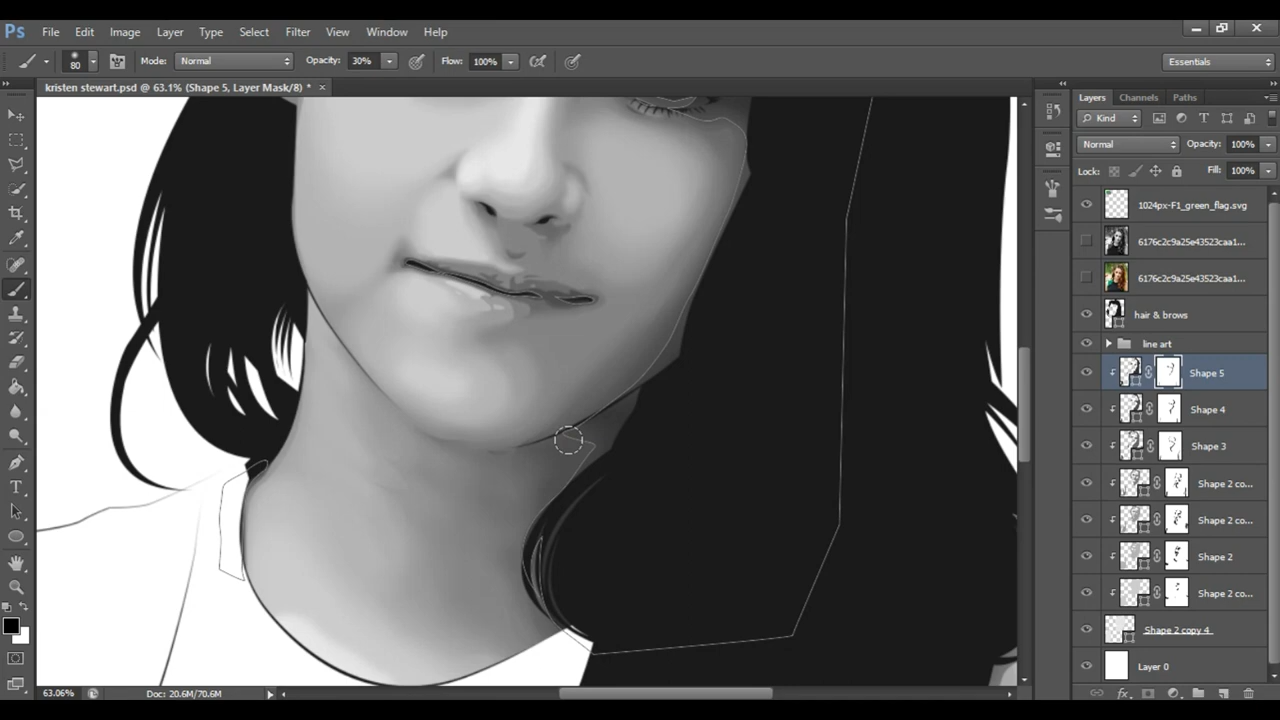 Ps File Edit Image Layer Type Select Filter View Window Help
80 Mode: Normal Opacity: 30% Flow: 100% Essentials
kristen stewart.psd @ 63.1% (Shape 5, Layer Mask/8) *
Layers Channels Paths
Kind
Normal Opacity: 100%
Lock: Fill: 100%
1024px-F1_green_flag.svg
6176c2c9a25e43523caa1...
6176c2c9a25e43523caa1...
hair & brows
line art
Shape 5
Shape 4
Shape 3
Shape 2 co...
Shape 2 co...
Shape 2
Shape 2 co...
Shape 2 copy 4
Layer 0
63.06% Doc: 20.6M/70.6M